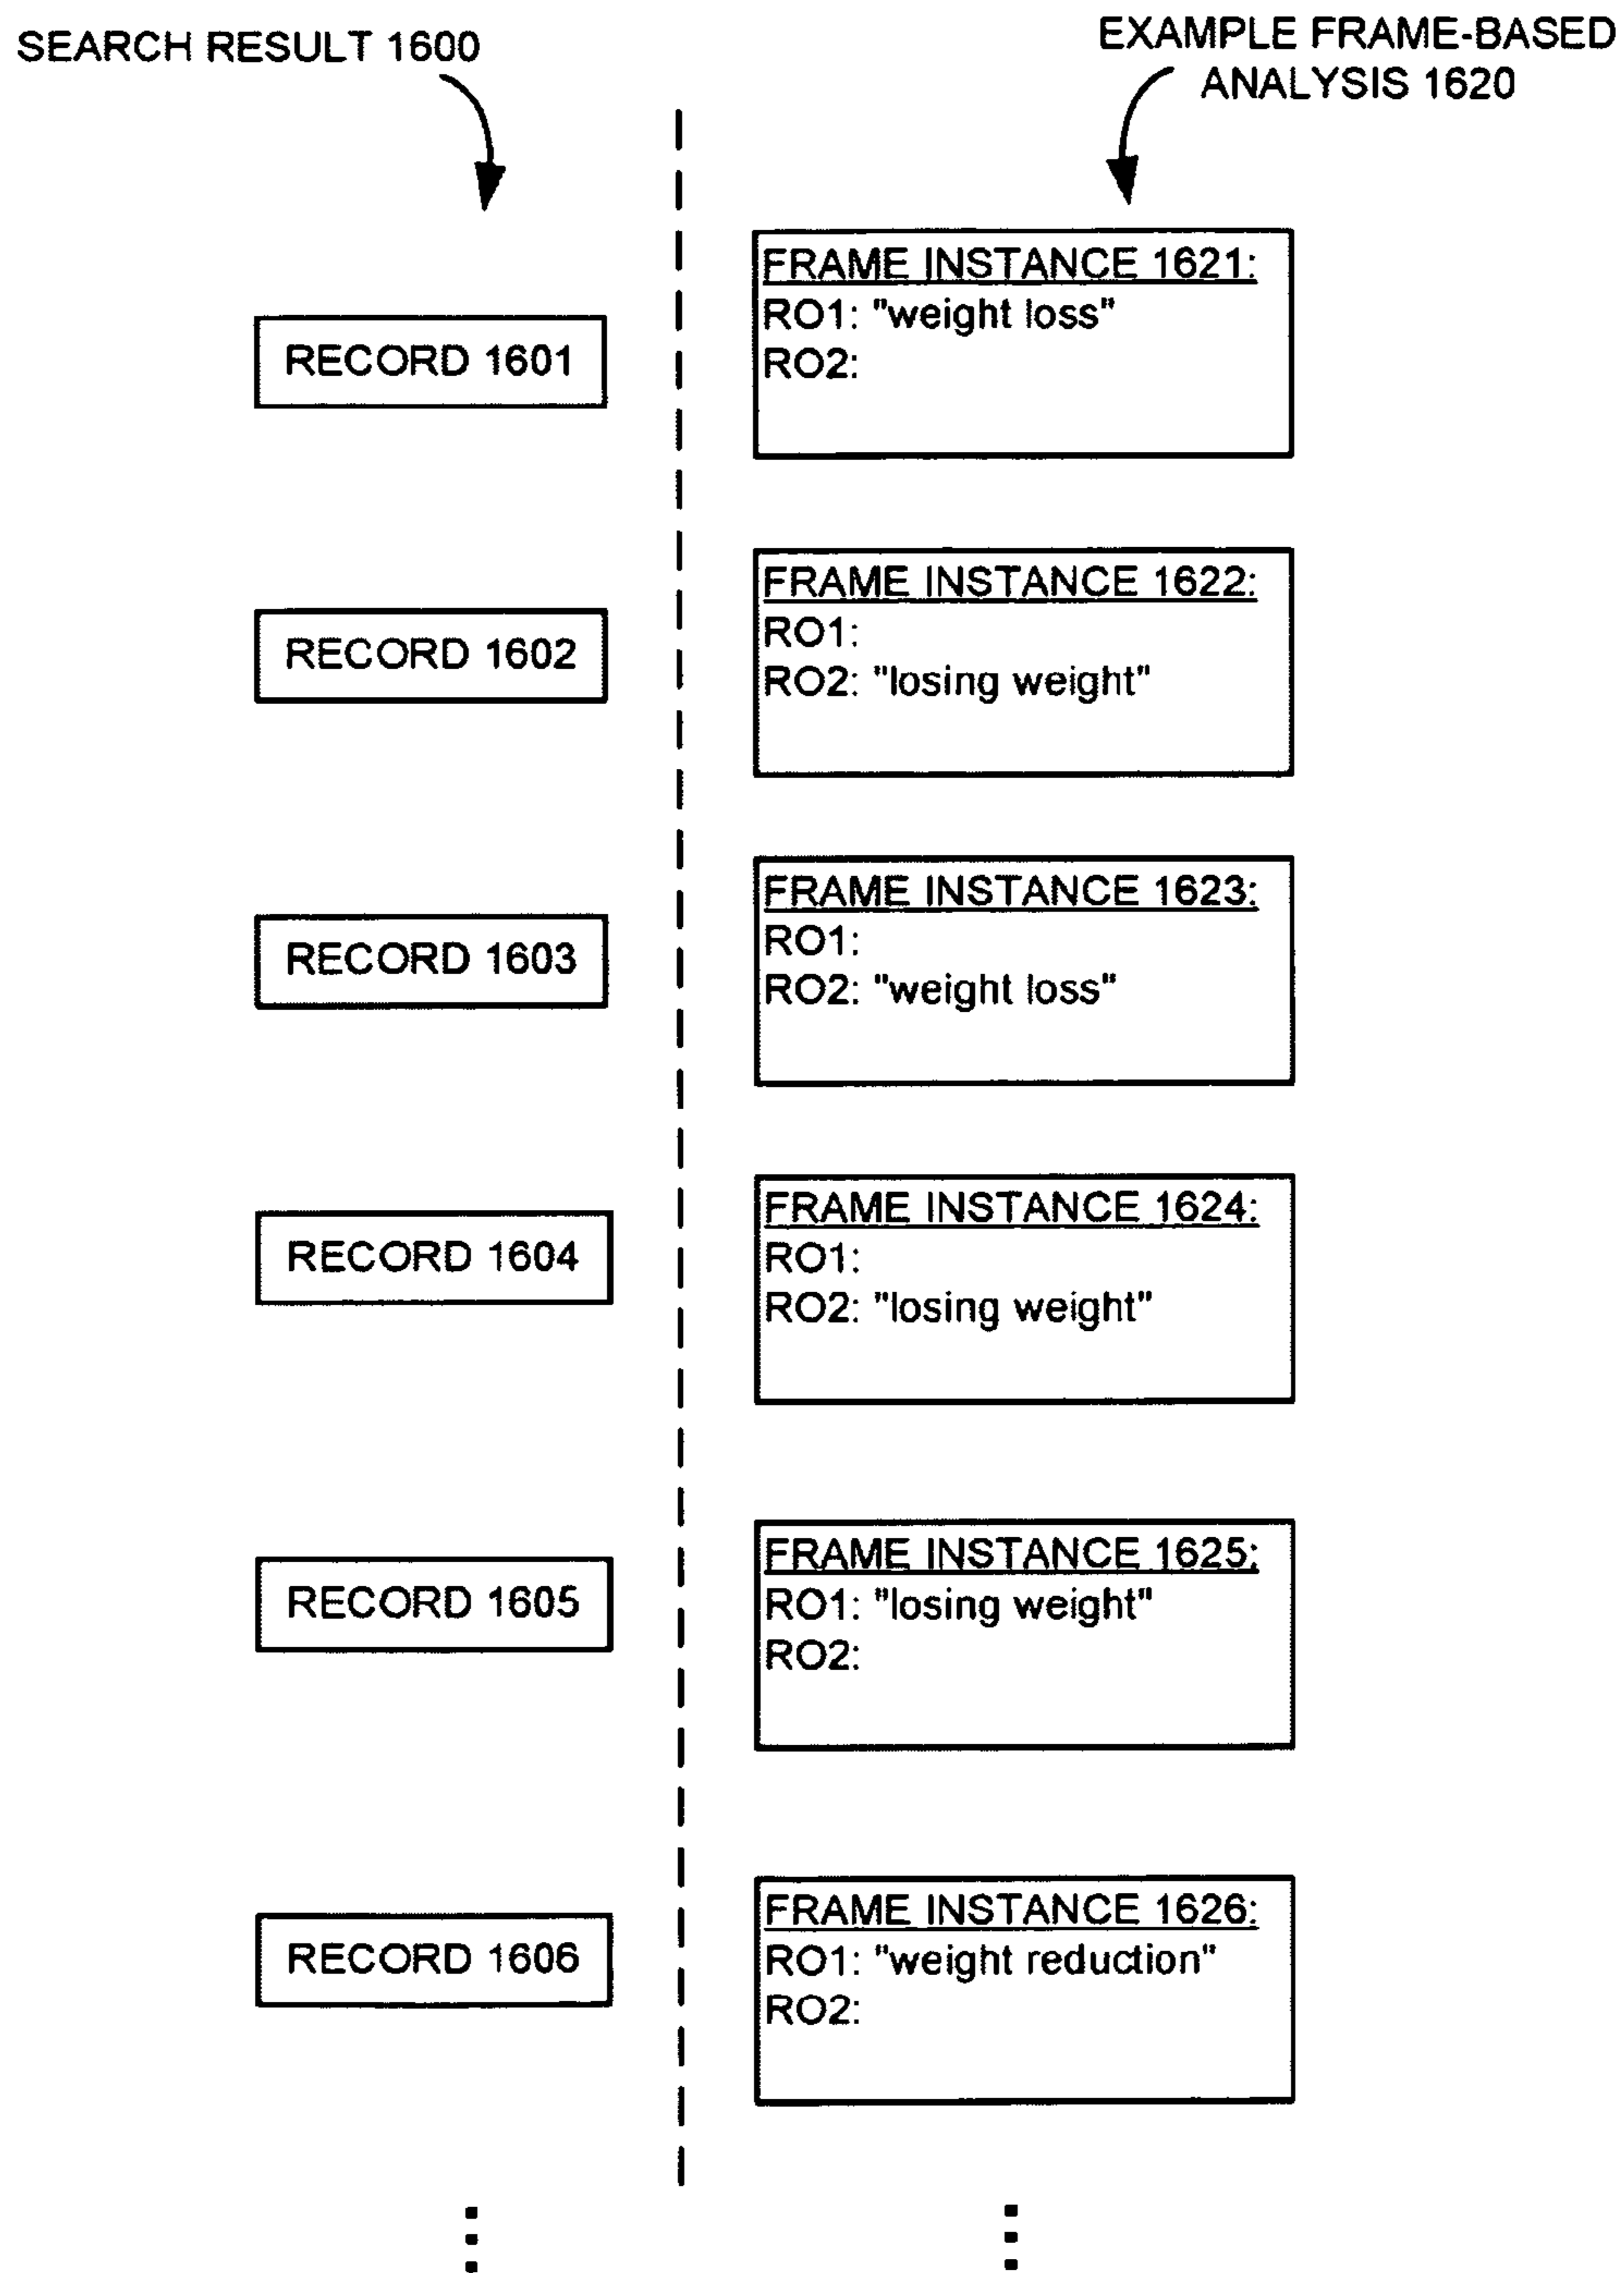 SEARCH RESULT 1600
EXAMPLE FRAME-BASED
ANALYSIS 1620
RECORD 1601
FRAME INSTANCE 1621:
RO1: "weight loss"
RO2:
RECORD 1602
FRAME INSTANCE 1622:
RO1:
RO2: "losing weight"
RECORD 1603
FRAME INSTANCE 1623:
RO1:
RO2: "weight loss"
RECORD 1604
FRAME INSTANCE 1624:
RO1:
RO2: "losing weight"
RECORD 1605
FRAME INSTANCE 1625:
RO1: "losing weight"
RO2:
RECORD 1606
FRAME INSTANCE 1626:
RO1: "weight reduction"
RO2: